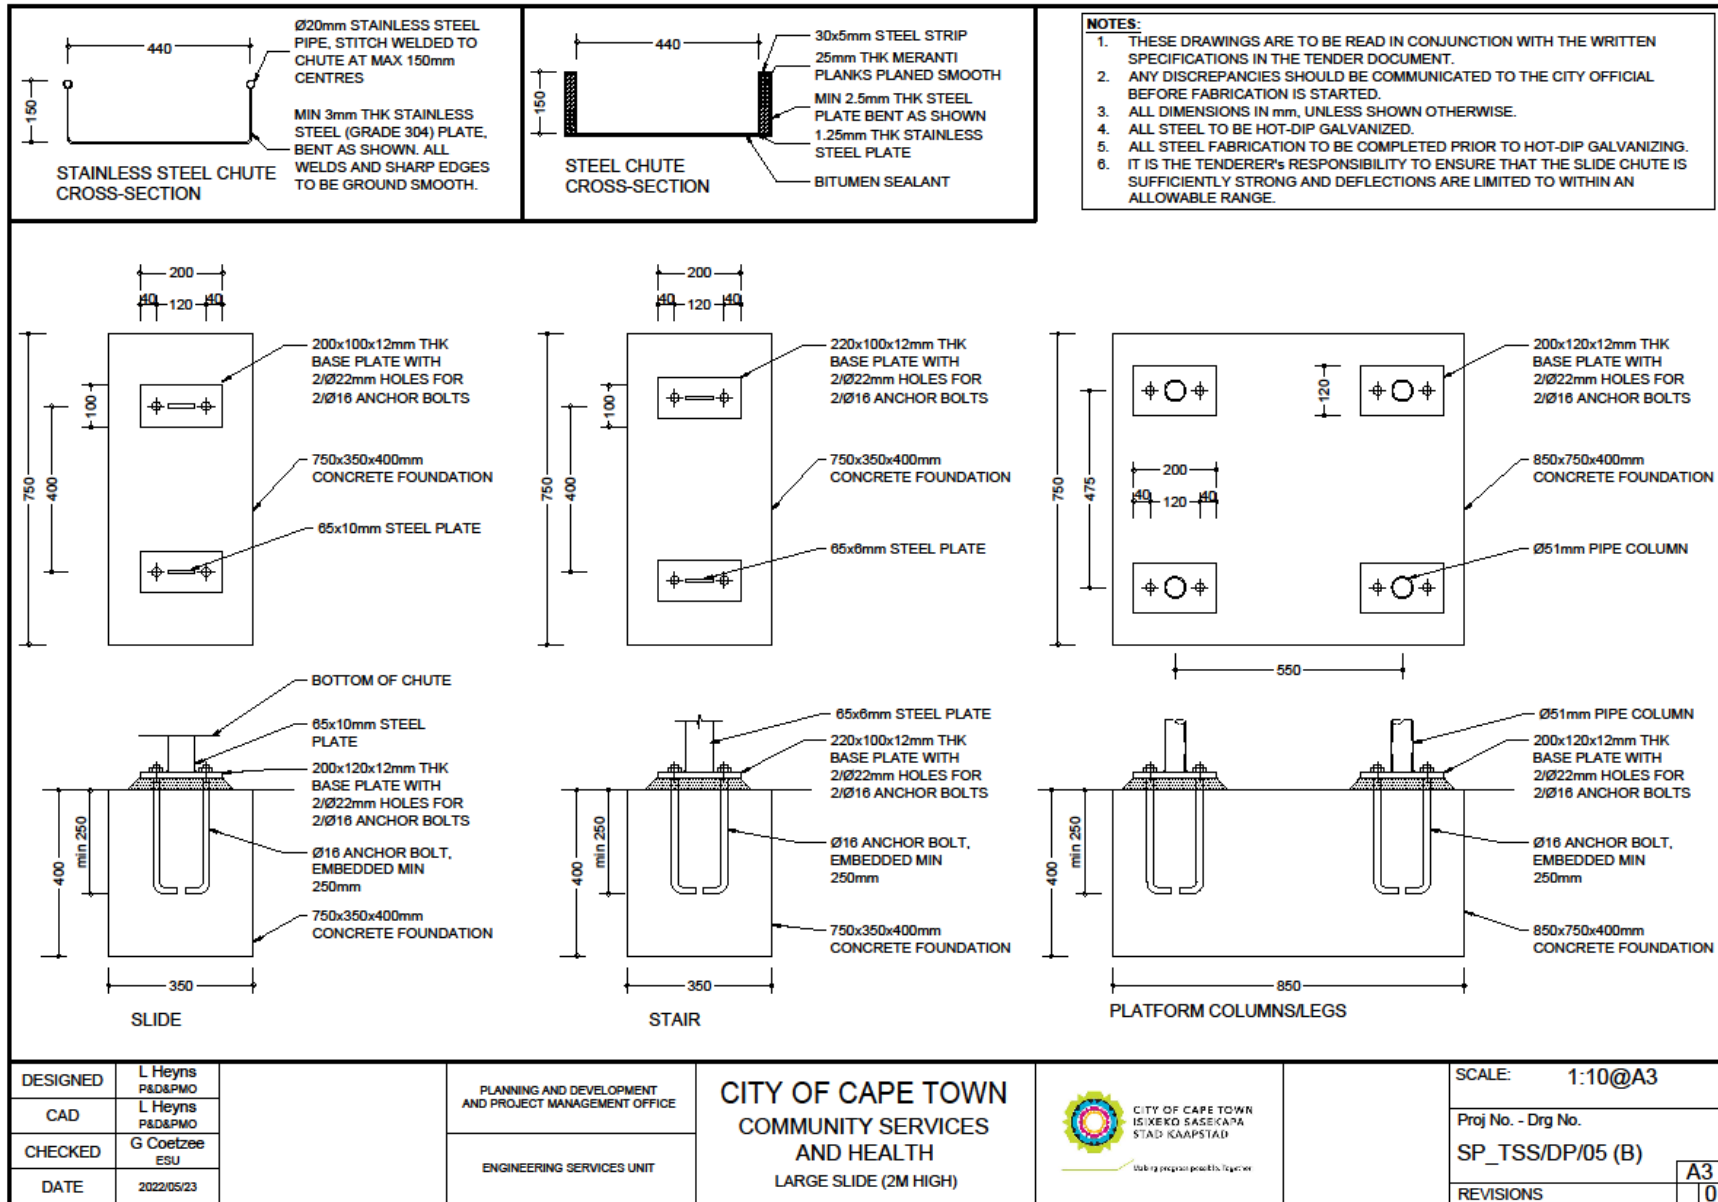 440
150
Ø20mm STAINLESS STEEL
PIPE, STITCH WELDED TO
CHUTE AT MAX 150mm
CENTRES
MIN 3mm THK STAINLESS
STEEL (GRADE 304) PLATE,
BENT AS SHOWN. ALL
WELDS AND SHARP EDGES
TO BE GROUND SMOOTH.
STAINLESS STEEL CHUTE
CROSS-SECTION
440
150
30x5mm STEEL STRIP
25mm THK MERANTI
PLANKS PLANED SMOOTH
MIN 2.5mm THK STEEL
PLATE BENT AS SHOWN
1.25mm THK STAINLESS
STEEL PLATE
BITUMEN SEALANT
STEEL CHUTE
CROSS-SECTION
NOTES:
1. THESE DRAWINGS ARE TO BE READ IN CONJUNCTION WITH THE WRITTEN
SPECIFICATIONS IN THE TENDER DOCUMENT.
2. ANY DISCREPANCIES SHOULD BE COMMUNICATED TO THE CITY OFFICIAL
BEFORE FABRICATION IS STARTED.
3. ALL DIMENSIONS IN mm, UNLESS SHOWN OTHERWISE.
4. ALL STEEL TO BE HOT-DIP GALVANIZED.
5. ALL STEEL FABRICATION TO BE COMPLETED PRIOR TO HOT-DIP GALVANIZING.
6. IT IS THE TENDERER's RESPONSIBILITY TO ENSURE THAT THE SLIDE CHUTE IS
SUFFICIENTLY STRONG AND DEFLECTIONS ARE LIMITED TO WITHIN AN
ALLOWABLE RANGE.
200
40 120 40
750
400
100
200x100x12mm THK
BASE PLATE WITH
2/Ø22mm HOLES FOR
2/Ø16 ANCHOR BOLTS
750x350x400mm
CONCRETE FOUNDATION
65x10mm STEEL PLATE
BOTTOM OF CHUTE
65x10mm STEEL
PLATE
200x120x12mm THK
BASE PLATE WITH
2/Ø22mm HOLES FOR
2/Ø16 ANCHOR BOLTS
Ø16 ANCHOR BOLT,
EMBEDDED MIN
250mm
750x350x400mm
CONCRETE FOUNDATION
400
min 250
350
SLIDE
200
40 120 40
750
400
100
220x100x12mm THK
BASE PLATE WITH
2/Ø22mm HOLES FOR
2/Ø16 ANCHOR BOLTS
750x350x400mm
CONCRETE FOUNDATION
65x6mm STEEL PLATE
65x6mm STEEL PLATE
220x100x12mm THK
BASE PLATE WITH
2/Ø22mm HOLES FOR
2/Ø16 ANCHOR BOLTS
Ø16 ANCHOR BOLT,
EMBEDDED MIN
250mm
750x350x400mm
CONCRETE FOUNDATION
400
min 250
350
STAIR
750
475
120
200
40 120 40
550
200x120x12mm THK
BASE PLATE WITH
2/Ø22mm HOLES FOR
2/Ø16 ANCHOR BOLTS
850x750x400mm
CONCRETE FOUNDATION
Ø51mm PIPE COLUMN
Ø51mm PIPE COLUMN
200x120x12mm THK
BASE PLATE WITH
2/Ø22mm HOLES FOR
2/Ø16 ANCHOR BOLTS
Ø16 ANCHOR BOLT,
EMBEDDED MIN
250mm
850x750x400mm
CONCRETE FOUNDATION
400
min 250
850
PLATFORM COLUMNS/LEGS
DESIGNED L Heyns
P&D&PMO
CAD L Heyns
P&D&PMO
CHECKED G Coetzee
ESU
DATE 2022/05/23
PLANNING AND DEVELOPMENT
AND PROJECT MANAGEMENT OFFICE
ENGINEERING SERVICES UNIT
CITY OF CAPE TOWN
COMMUNITY SERVICES
AND HEALTH
LARGE SLIDE (2M HIGH)
CITY OF CAPE TOWN
ISIXEKO SASEKAPA
STAD KAAPSTAD
Making progress possible. Together.
SCALE: 1:10@A3
Proj No. - Drg No.
SP_TSS/DP/05 (B)
A3
REVISIONS 0